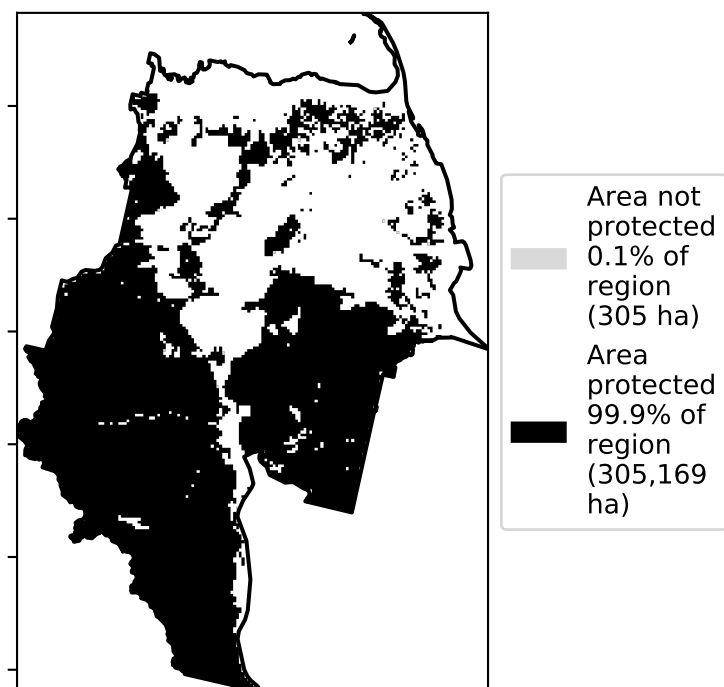 Area not
protected
0.1% of
region
(305 ha)
Area
protected
99.9% of
region
(305,169
ha)